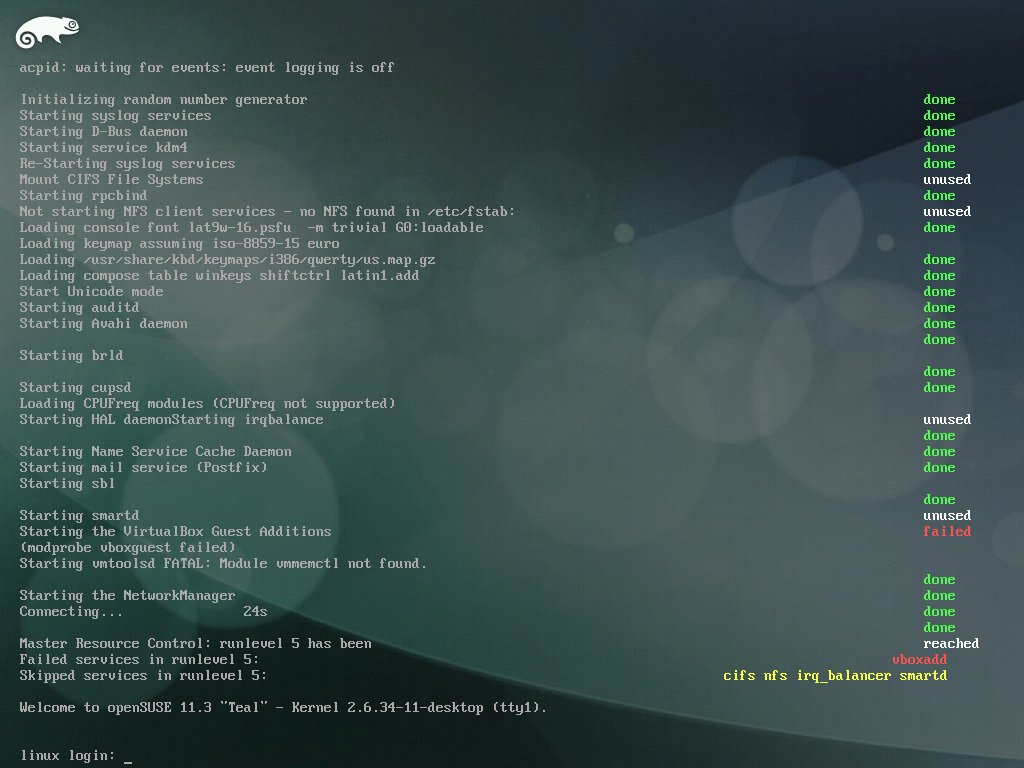 acpid: waiting for events: event logging is off
Initializing random number generator done
Starting syslog services done
Starting D-Bus daemon done
Starting service kdm4 done
Re-Starting syslog services done
Mount CIFS File Systems unused
Starting rpcbind done
Not starting NFS client services - no NFS found in /etc/fstab: unused
Loading console font lat9w-16.psfu  -m trivial G0:loadable done
Loading keymap assuming iso-8859-15 euro
Loading /usr/share/kbd/keymaps/i386/qwerty/us.map.gz done
Loading compose table winkeys shiftctrl latin1.add done
Start Unicode mode done
Starting auditd done
Starting Avahi daemon done
done
Starting brld
done
Starting cupsd done
Loading CPUFreq modules (CPUFreq not supported)
Starting HAL daemonStarting irqbalance unused
done
Starting Name Service Cache Daemon done
Starting mail service (Postfix) done
Starting sbl
done
Starting smartd unused
Starting the VirtualBox Guest Additions failed
(modprobe vboxguest failed)
Starting vmtoolsd FATAL: Module vmmemctl not found.
done
Starting the NetworkManager done
Connecting... 24s done
done
Master Resource Control: runlevel 5 has been reached
Failed services in runlevel 5: vboxadd
Skipped services in runlevel 5: cifs nfs irq_balancer smartd
Welcome to openSUSE 11.3 "Teal" - Kernel 2.6.34-11-desktop (tty1).
linux login: _